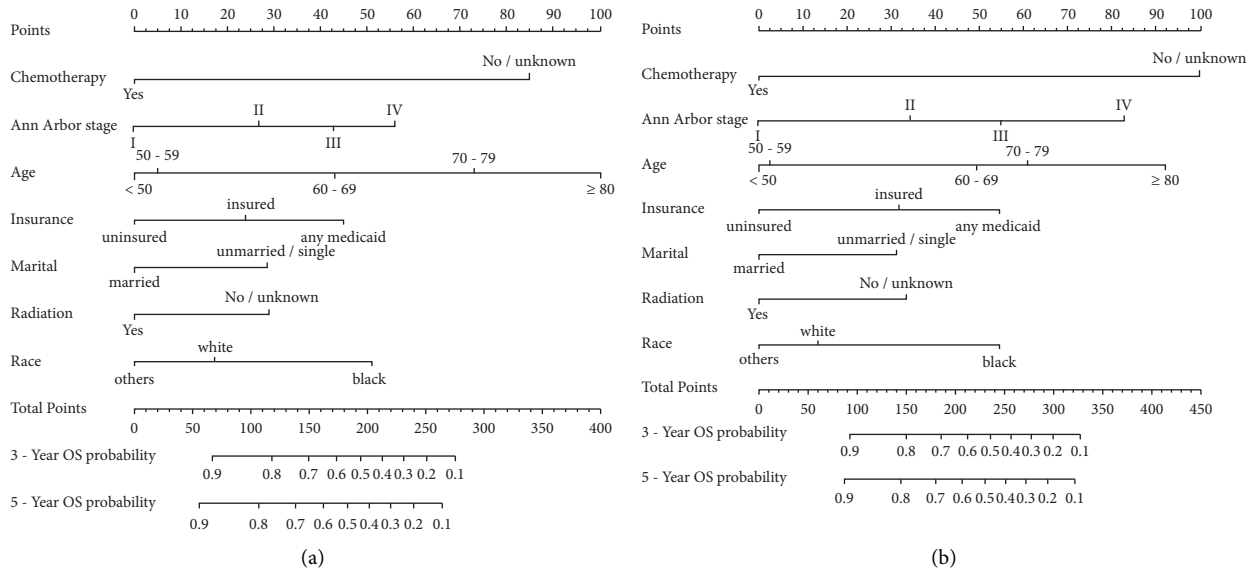 0 10 20 30 40 50 60 70 80 90 100
Points
No / unknown
Chemotherapy
Yes
II IV
Ann Arbor stage
I III
50 - 59 70 - 79
Age
< 50 60 - 69 ≥ 80
insured
Insurance
uninsured any medicaid
unmarried / single
Marital
married
No / unknown
Radiation
Yes
white
Race
others black
Total Points
0 50 100 150 200 250 300 350 400
3 - Year OS probability
0.9 0.8 0.7 0.6 0.5 0.4 0.3 0.2 0.1
5 - Year OS probability
0.9 0.8 0.7 0.6 0.5 0.4 0.3 0.2 0.1
(a)
0 10 20 30 40 50 60 70 80 90 100
Points
No / unknown
Chemotherapy
Yes
II IV
Ann Arbor stage
I III
50 - 59 70 - 79
Age
< 50 60 - 69 ≥ 80
insured
Insurance
uninsured any medicaid
unmarried / single
Marital
married
No / unknown
Radiation
Yes
white
Race
others black
Total Points
0 50 100 150 200 250 300 350 400 450
3 - Year OS probability
0.9 0.8 0.7 0.6 0.5 0.4 0.3 0.2 0.1
5 - Year OS probability
0.9 0.8 0.7 0.6 0.5 0.4 0.3 0.2 0.1
(b)